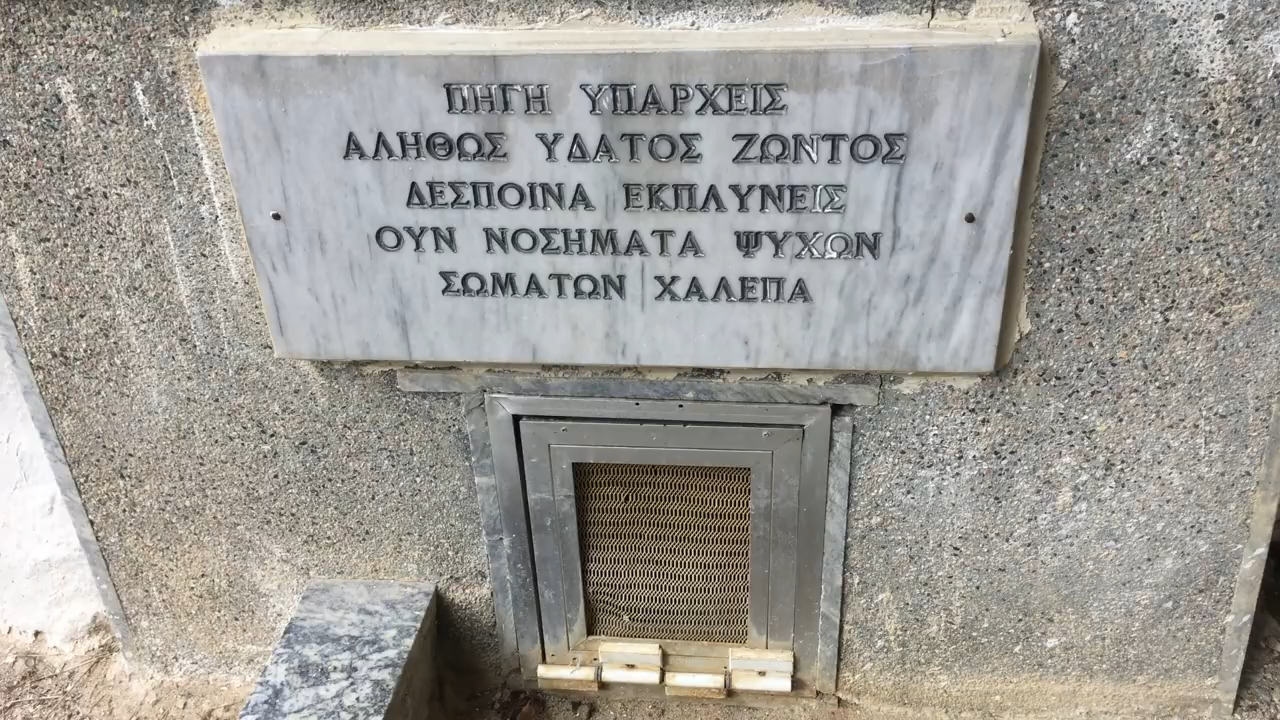 ΠΗΓΗ ΥΠΑΡΧΕΙΣ
ΑΛΗΘΩΣ ΥΔΑΤΟΣ ΖΩΝΤΟΣ
ΔΕΣΠΟΙΝΑ ΕΚΠΛΥΝΕΙΣ
ΟΥΝ ΝΟΣΗΜΑΤΑ ΨΥΧΩΝ
ΣΩΜΑΤΩΝ ΧΑΛΕΠΑ